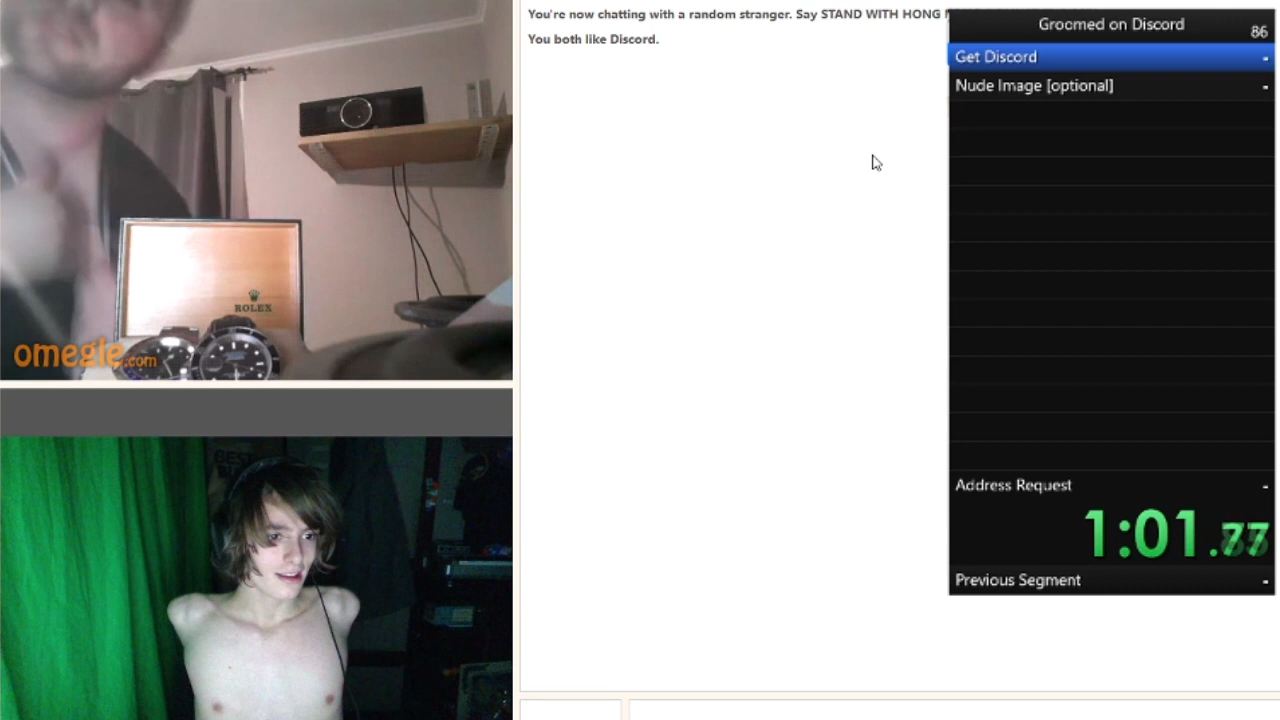 You're now chatting with a random stranger. Say STAND WITH HONG
You both like Discord.
Groomed on Discord
86
Get Discord -
Nude Image [optional] -
ROLEX
omegle.com
BEST
Address Request -
1:01.77
Previous Segment -